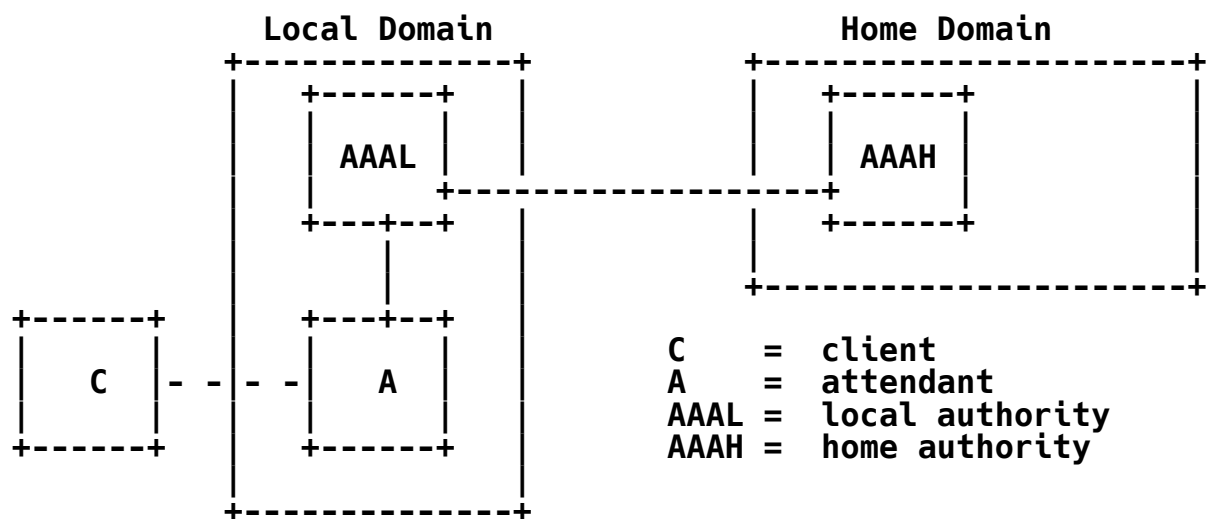 Local Domain Home Domain
AAAL AAAH
C A
C = client
A = attendant
AAAL = local authority
AAAH = home authority